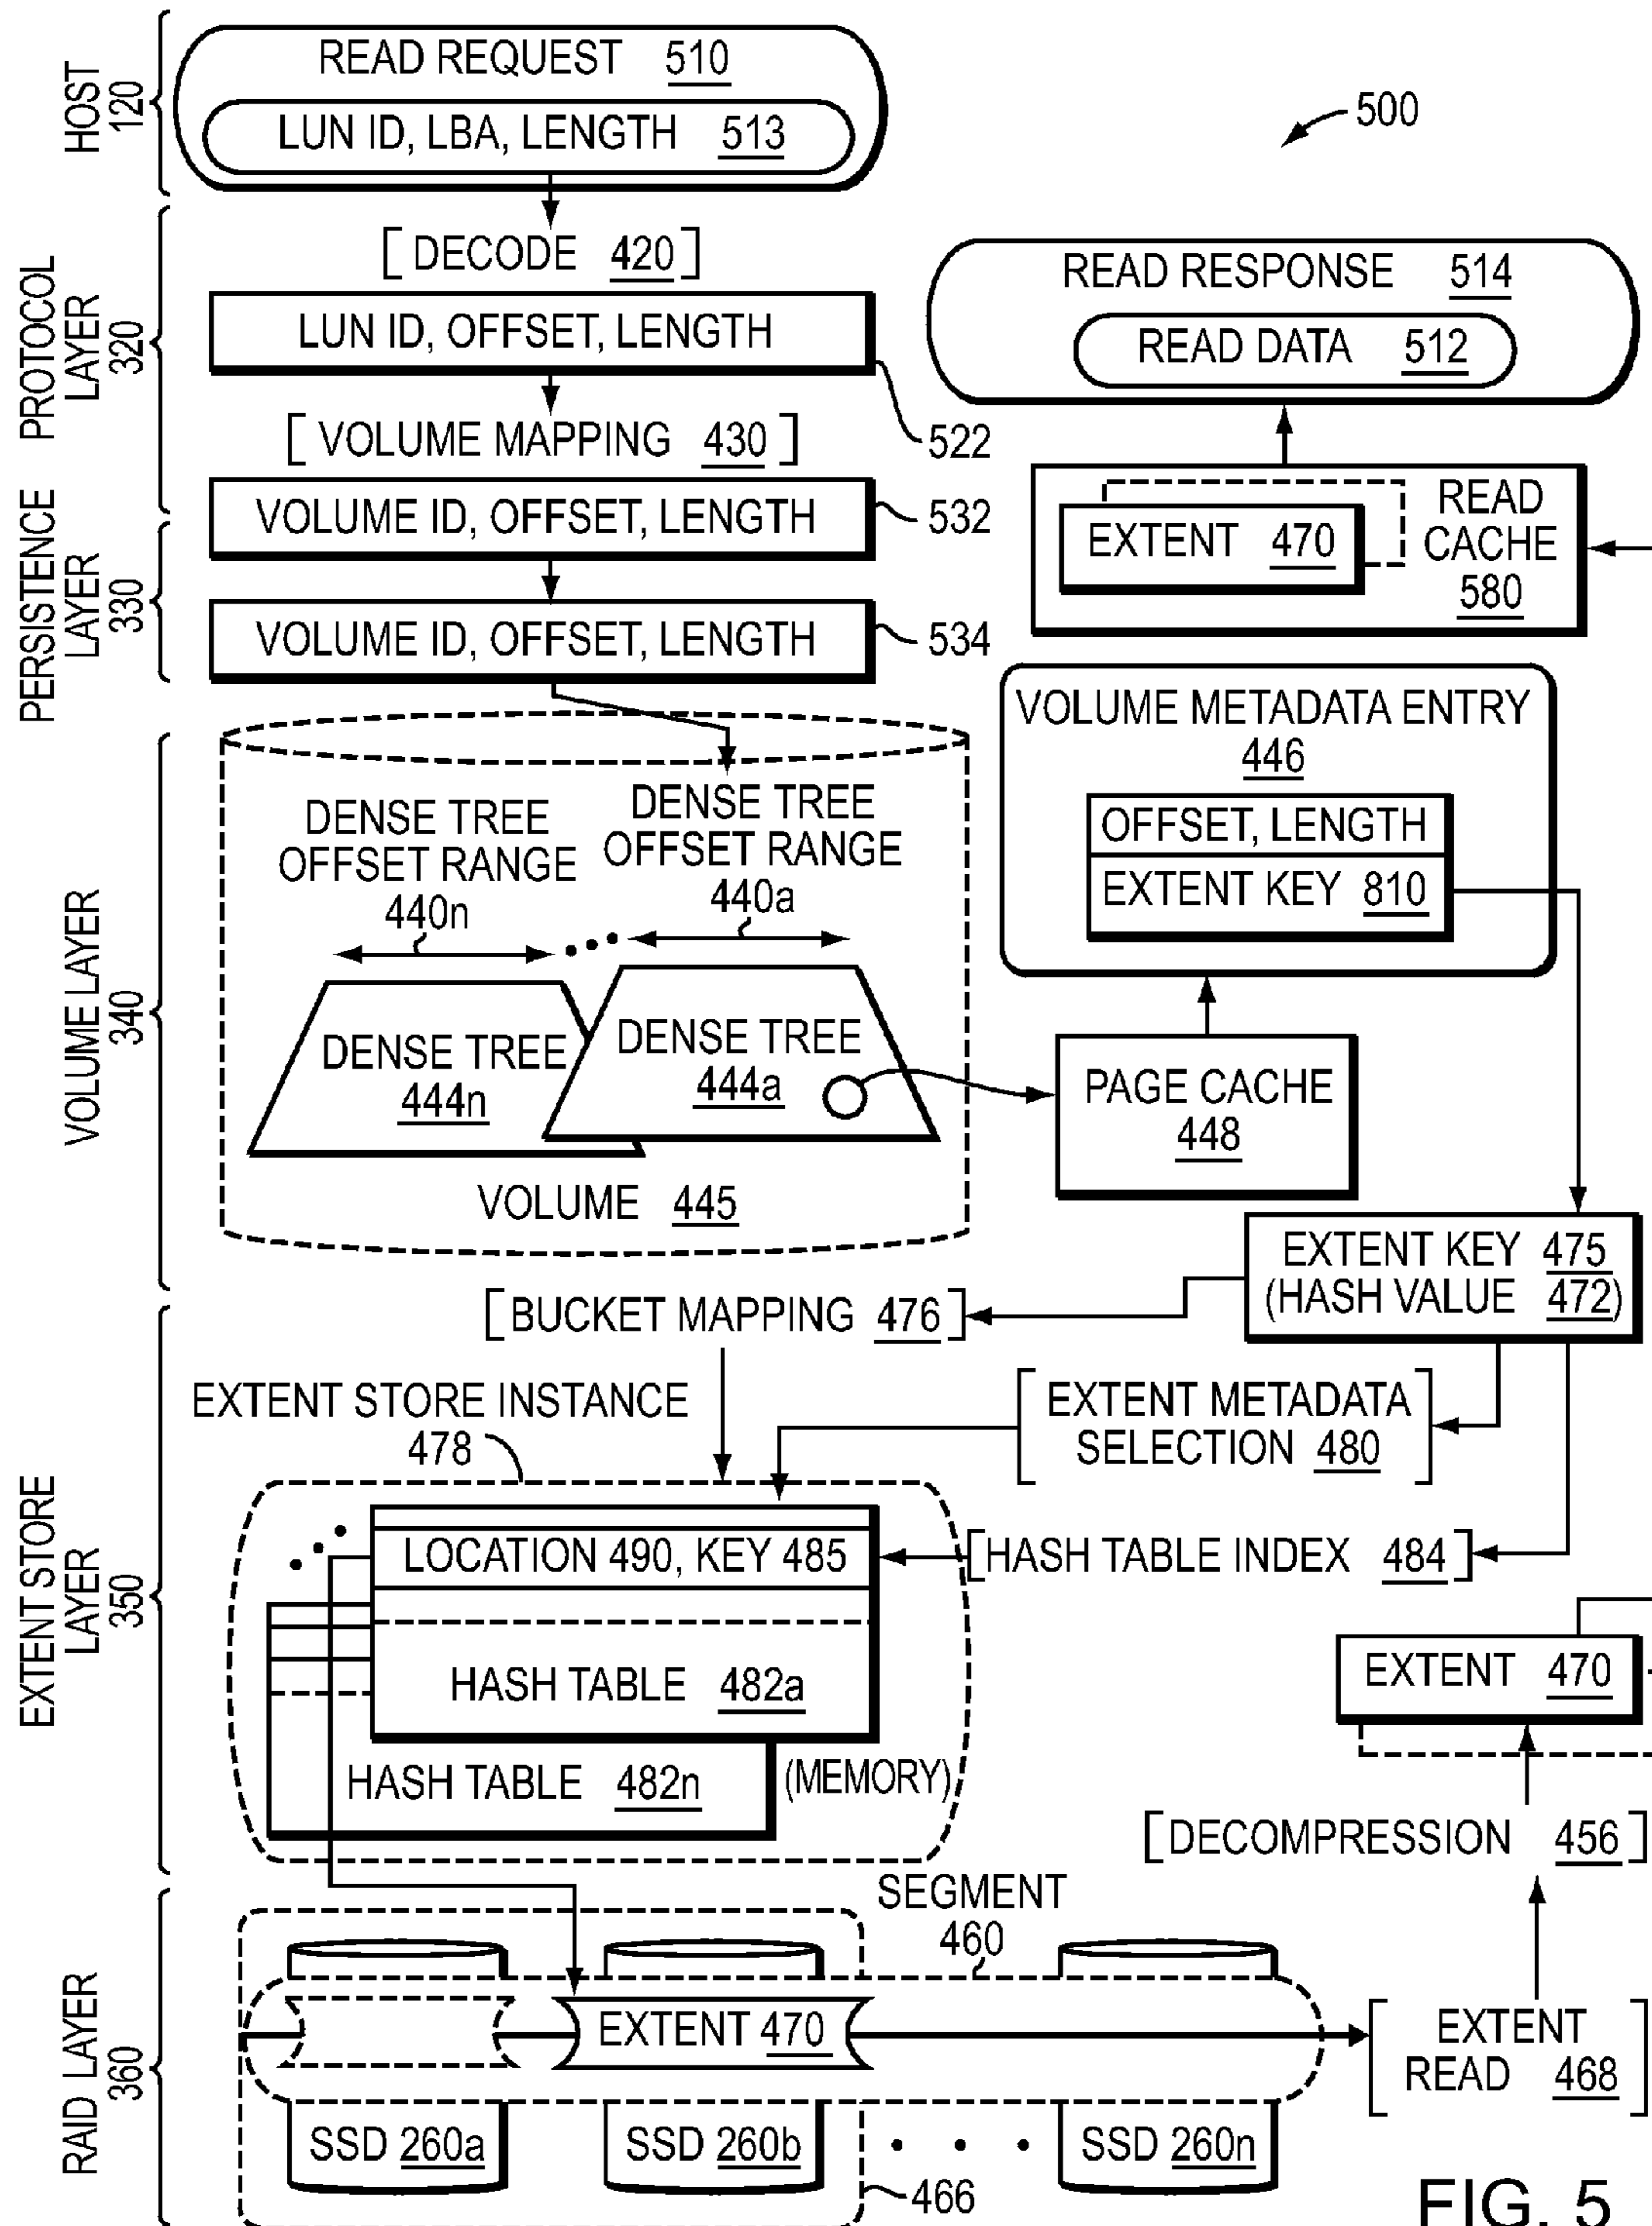 HOST
120
READ REQUEST 510
LUN ID, LBA, LENGTH 513
500
PROTOCOL
LAYER
320
[DECODE 420]
LUN ID, OFFSET, LENGTH
522
[VOLUME MAPPING 430]
VOLUME ID, OFFSET, LENGTH
532
READ RESPONSE 514
READ DATA 512
EXTENT 470
READ
CACHE
580
PERSISTENCE
LAYER
330
VOLUME ID, OFFSET, LENGTH
534
VOLUME LAYER
340
DENSE TREE
OFFSET RANGE
440n
DENSE TREE
OFFSET RANGE
440a
DENSE TREE
444n
DENSE TREE
444a
VOLUME 445
VOLUME METADATA ENTRY
446
OFFSET, LENGTH
EXTENT KEY 810
PAGE CACHE
448
EXTENT KEY 475
(HASH VALUE 472)
EXTENT STORE
LAYER
350
[BUCKET MAPPING 476]
EXTENT STORE INSTANCE
478
[EXTENT METADATA
SELECTION 480]
LOCATION 490, KEY 485
[HASH TABLE INDEX 484]
HASH TABLE 482a
HASH TABLE 482n
(MEMORY)
EXTENT 470
[DECOMPRESSION 456]
RAID LAYER
360
SEGMENT
460
EXTENT 470
[EXTENT
READ 468]
SSD 260a
SSD 260b
. . .
SSD 260n
466
FIG. 5